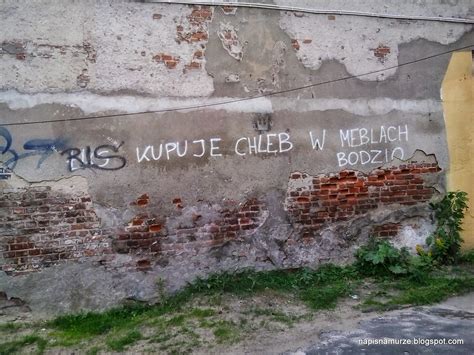 RIS KUPUJE CHLEB W MEBLACH
BODZIO
napisnamurze.blogspot.com